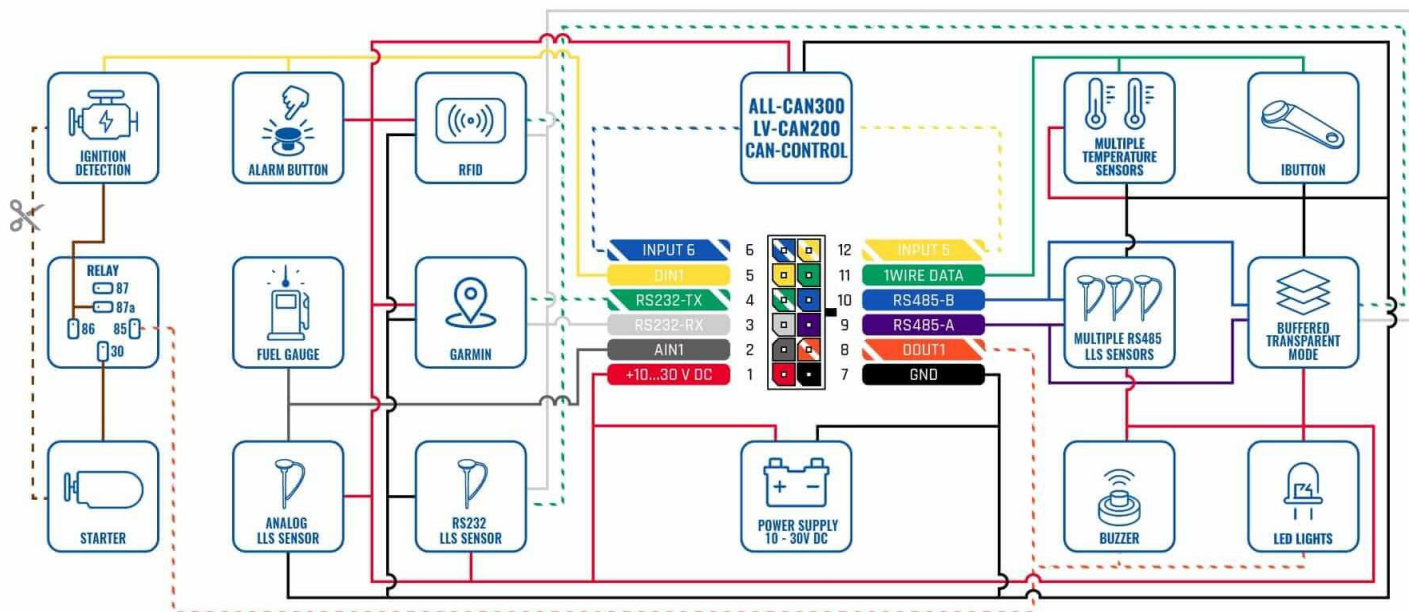 ALL-CAN300
LV-CAN200
CAN-CONTROL
IGNITION
DETECTION
ALARM BUTTON
RFID
MULTIPLE
TEMPERATURE
SENSORS
IBUTTON
INPUT 6
6
12
INPUT 5
DIN1
5
11
1WIRE DATA
RS232-TX
4
10
RS485-B
RS232-RX
3
9
RS485-A
AIN1
2
8
DOUT1
+10...30 V DC
1
7
GND
RELAY
87
87a
86
85
30
FUEL GAUGE
GARMIN
MULTIPLE RS485
LLS SENSORS
BUFFERED
TRANSPARENT
MODE
STARTER
ANALOG
LLS SENSOR
RS232
LLS SENSOR
POWER SUPPLY
10 - 30V DC
BUZZER
LED LIGHTS